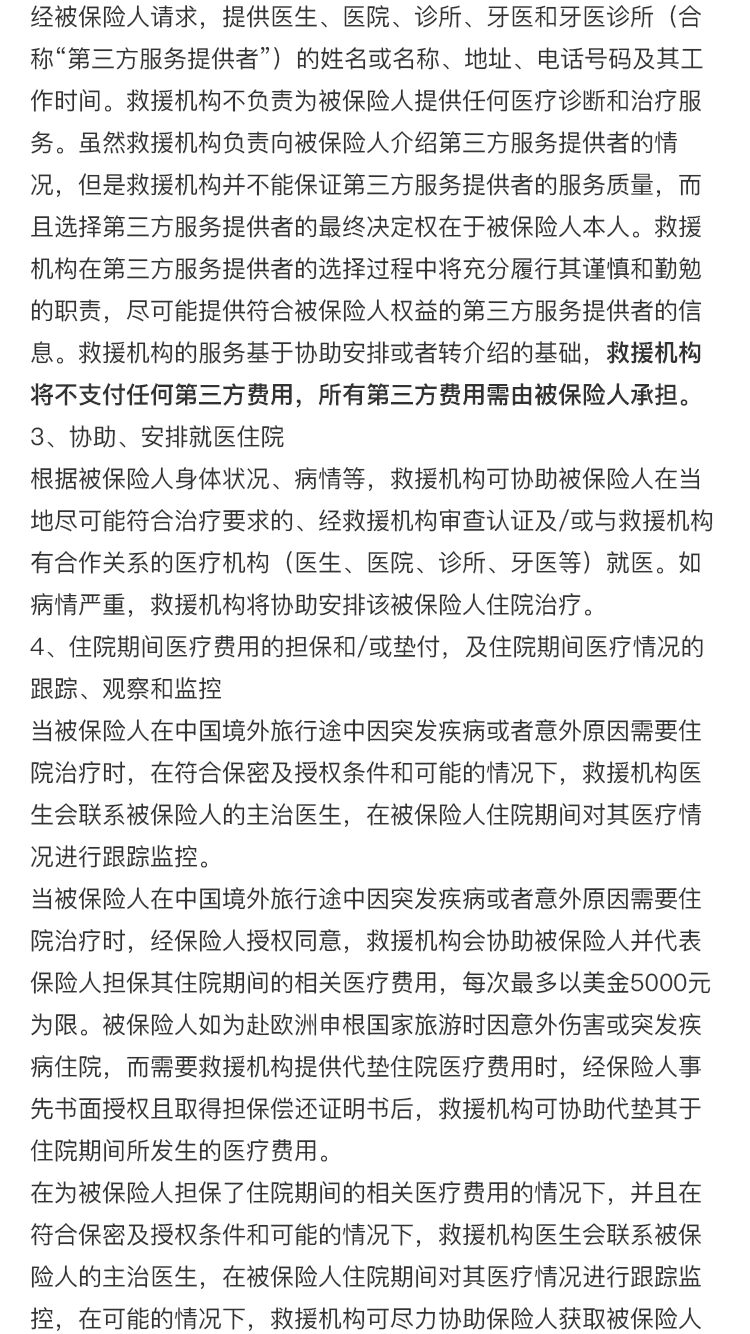 经被保险人请求，提供医生、医院、诊所、牙医和牙医诊所（合
称“第三方服务提供者”）的姓名或名称、地址、电话号码及其工
作时间。救援机构不负责为被保险人提供任何医疗诊断和治疗服
务。虽然救援机构负责向被保险人介绍第三方服务提供者的情
况，但是救援机构并不能保证第三方服务提供者的服务质量，而
且选择第三方服务提供者的最终决定权在于被保险人本人。救援
机构在第三方服务提供者的选择过程中将充分履行其谨慎和勤勉
的职责，尽可能提供符合被保险人权益的第三方服务提供者的信
息。救援机构的服务基于协助安排或者转介绍的基础，救援机构
将不支付任何第三方费用，所有第三方费用需由被保险人承担。
3、协助、安排就医住院
根据被保险人身体状况、病情等，救援机构可协助被保险人在当
地尽可能符合治疗要求的、经救援机构审查认证及/或与救援机构
有合作关系的医疗机构（医生、医院、诊所、牙医等）就医。如
病情严重，救援机构将协助安排该被保险人住院治疗。
4、住院期间医疗费用的担保和/或垫付，及住院期间医疗情况的
跟踪、观察和监控
当被保险人在中国境外旅行途中因突发疾病或者意外原因需要住
院治疗时，在符合保密及授权条件和可能的情况下，救援机构医
生会联系被保险人的主治医生，在被保险人住院期间对其医疗情
况进行跟踪监控。
当被保险人在中国境外旅行途中因突发疾病或者意外原因需要住
院治疗时，经保险人授权同意，救援机构会协助被保险人并代表
保险人担保其住院期间的相关医疗费用，每次最多以美金5000元
为限。被保险人如为赴欧洲申根国家旅游时因意外伤害或突发疾
病住院，而需要救援机构提供代垫住院医疗费用时，经保险人事
先书面授权且取得担保偿还证明书后，救援机构可协助代垫其于
住院期间所发生的医疗费用。
在为被保险人担保了住院期间的相关医疗费用的情况下，并且在
符合保密及授权条件和可能的情况下，救援机构医生会联系被保
险人的主治医生，在被保险人住院期间对其医疗情况进行跟踪监
控，在可能的情况下，救援机构可尽力协助保险人获取被保险人